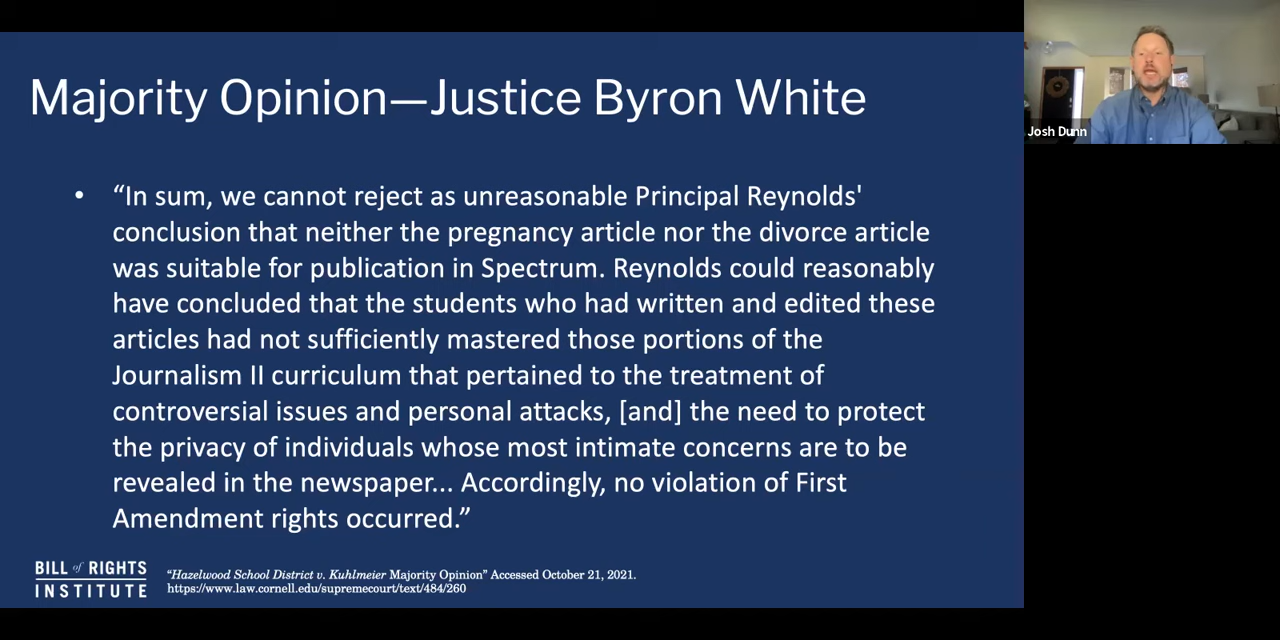 Majority Opinion—Justice Byron White
• “In sum, we cannot reject as unreasonable Principal Reynolds'
conclusion that neither the pregnancy article nor the divorce article
was suitable for publication in Spectrum. Reynolds could reasonably
have concluded that the students who had written and edited these
articles had not sufficiently mastered those portions of the
Journalism II curriculum that pertained to the treatment of
controversial issues and personal attacks, [and] the need to protect
the privacy of individuals whose most intimate concerns are to be
revealed in the newspaper... Accordingly, no violation of First
Amendment rights occurred.”
BILL of RIGHTS
INSTITUTE
“Hazelwood School District v. Kuhlmeier Majority Opinion” Accessed October 21, 2021.
https://www.law.cornell.edu/supremecourt/text/484/260
Josh Dunn